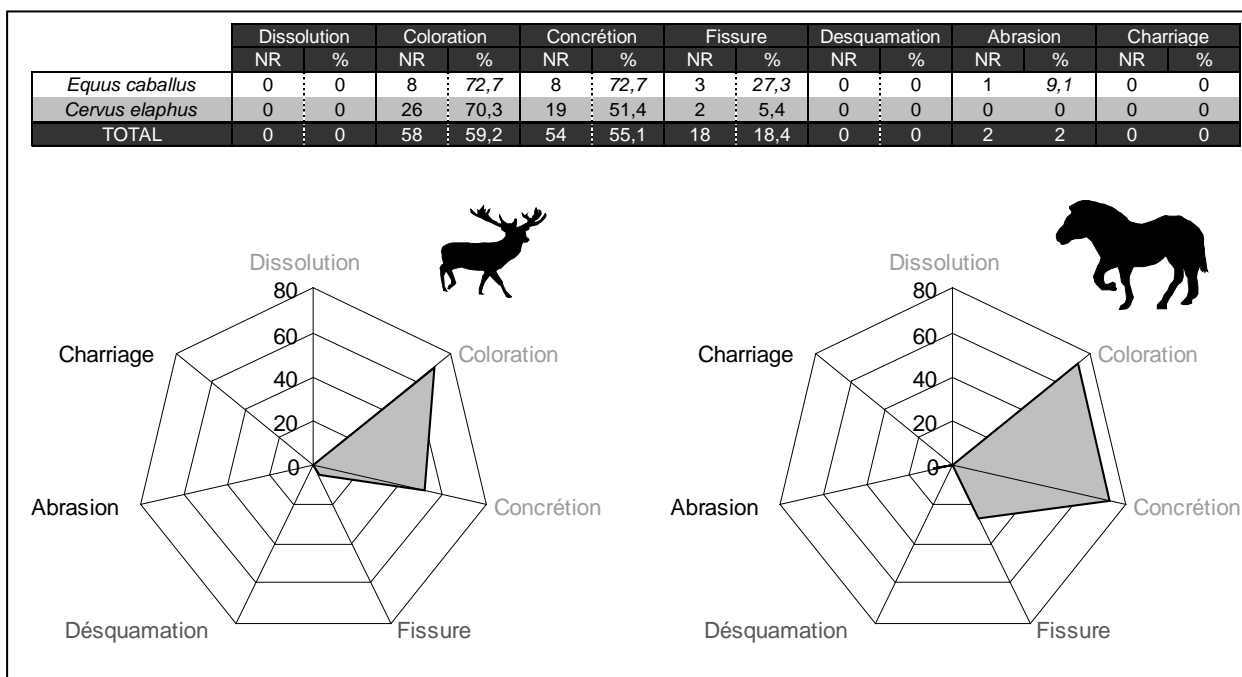 Dissolution Coloration Concrétion Fissure Desquamation Abrasion Charriage
NR % NR % NR % NR % NR % NR % NR %
Equus caballus 0 0 8 72,7 8 72,7 3 27,3 0 0 1 9,1 0 0
Cervus elaphus 0 0 26 70,3 19 51,4 2 5,4 0 0 0 0 0 0
TOTAL 0 0 58 59,2 54 55,1 18 18,4 0 0 2 2 0 0
Dissolution
80
60
40
20
0
Coloration
Concrétion
Fissure
Désquamation
Abrasion
Charriage
Dissolution
80
60
40
20
0
Coloration
Concrétion
Fissure
Désquamation
Abrasion
Charriage